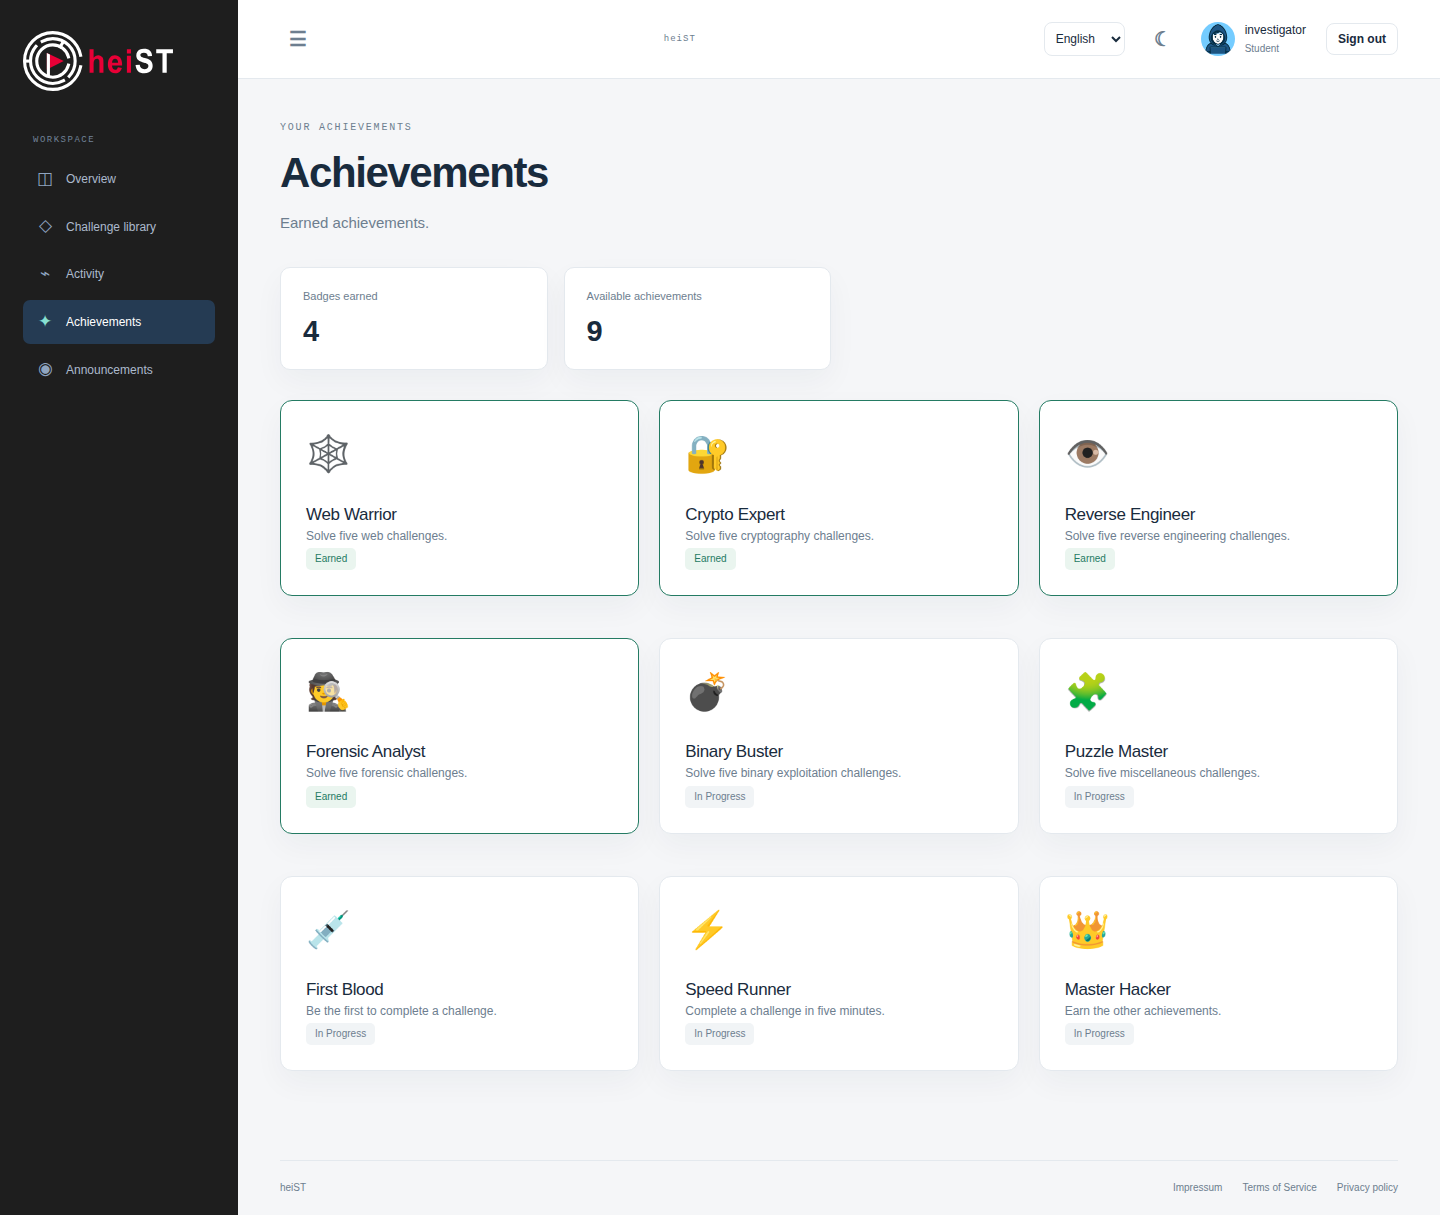 heiST
WORKSPACE
Overview
Challenge library
Activity
Achievements
Announcements
heiST
English
investigator
Student
Sign out
YOUR ACHIEVEMENTS
Achievements
Earned achievements.
Badges earned
4
Available achievements
9
Web Warrior
Solve five web challenges.
Earned
Crypto Expert
Solve five cryptography challenges.
Earned
Reverse Engineer
Solve five reverse engineering challenges.
Earned
Forensic Analyst
Solve five forensic challenges.
Earned
Binary Buster
Solve five binary exploitation challenges.
In Progress
Puzzle Master
Solve five miscellaneous challenges.
In Progress
First Blood
Be the first to complete a challenge.
In Progress
Speed Runner
Complete a challenge in five minutes.
In Progress
Master Hacker
Earn the other achievements.
In Progress
heiST
Impressum
Terms of Service
Privacy policy